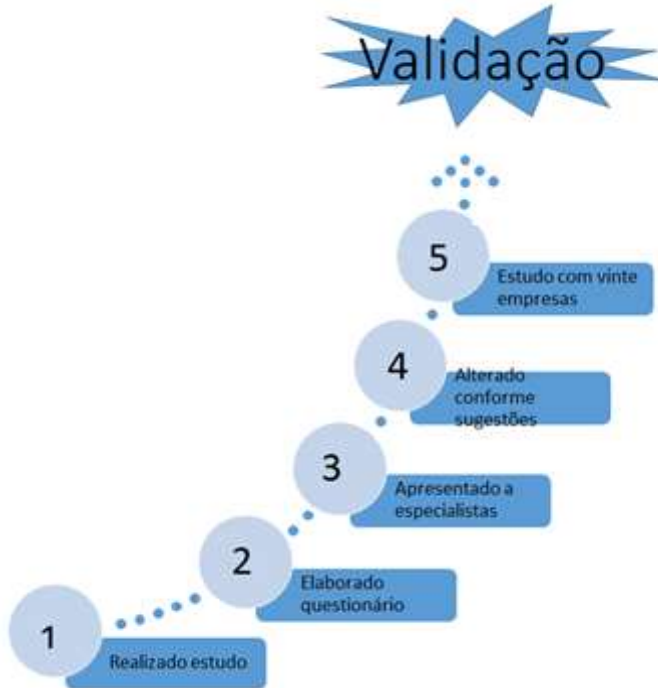 Validação
5
Estudo com vinte
empresas
4
Alterado
conforme
sugestões
3
Apresentado a
especialistas
2
Elaborado
questionário
1
Realizado estudo